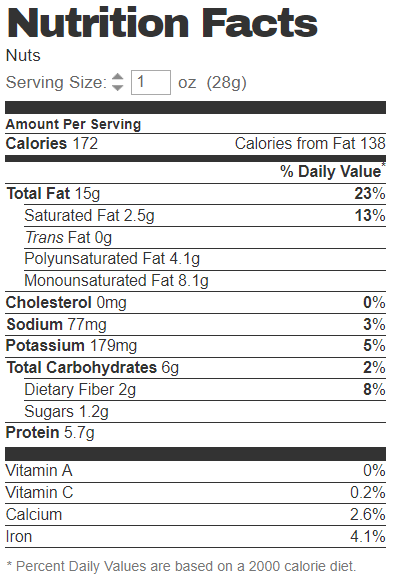 Nutrition Facts
Nuts
Serving Size: 1 oz (28g)
Amount Per Serving
Calories 172 Calories from Fat 138
% Daily Value*
Total Fat 15g 23%
Saturated Fat 2.5g 13%
Trans Fat 0g
Polyunsaturated Fat 4.1g
Monounsaturated Fat 8.1g
Cholesterol 0mg 0%
Sodium 77mg 3%
Potassium 179mg 5%
Total Carbohydrates 6g 2%
Dietary Fiber 2g 8%
Sugars 1.2g
Protein 5.7g
Vitamin A 0%
Vitamin C 0.2%
Calcium 2.6%
Iron 4.1%
* Percent Daily Values are based on a 2000 calorie diet.